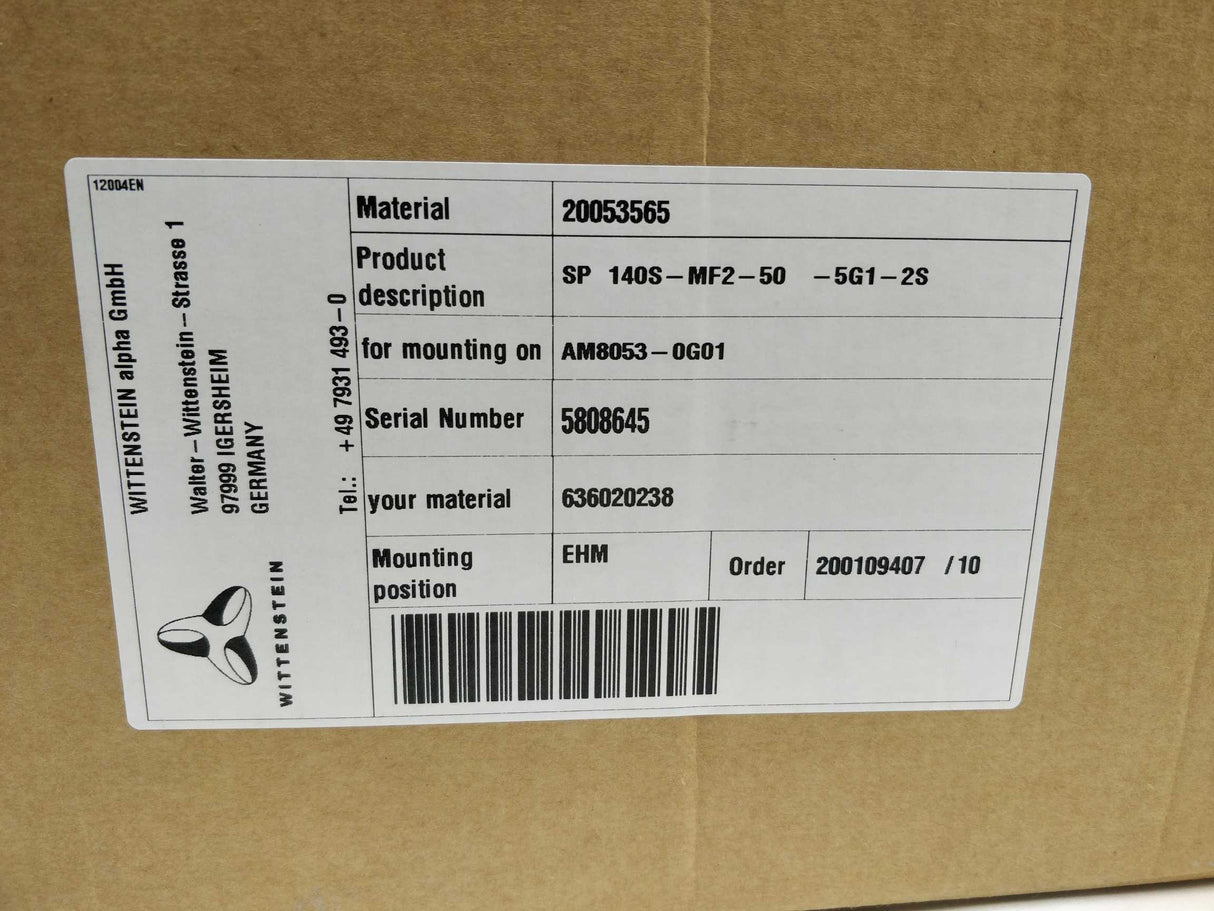 12004EN
WITTENSTEIN alpha GmbH
Walter-Wittenstein-Strasse 1
97999 IGERSHEIM
GERMANY
Tel.: +49 7931 493-0
WITTENSTEIN
Material 20053565
Product description SP 140S-MF2-50 -5G1-2S
for mounting on AM8053-0G01
Serial Number 5808645
your material 636020238
Mounting position EHM Order 200109407 /10